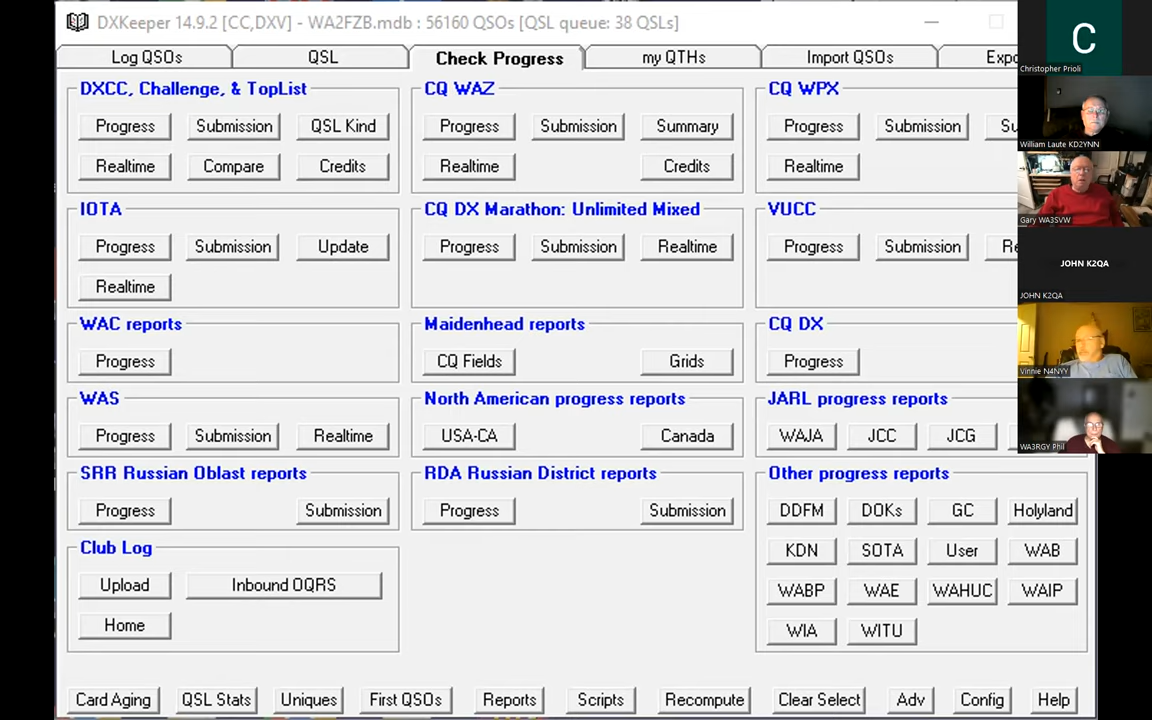 DXKeeper 14.9.2 [CC,DXV] - WA2FZB.mdb : 56160 QSOs [QSL queue: 38 QSLs]
Log QSOs QSL Check Progress my QTHs Import QSOs Expo
DXCC, Challenge, & TopList
Progress Submission QSL Kind
Realtime Compare Credits
CQ WAZ
Progress Submission Summary
Realtime Credits
CQ WPX
Progress Submission Su
Realtime
IOTA
Progress Submission Update
Realtime
CQ DX Marathon: Unlimited Mixed
Progress Submission Realtime
VUCC
Progress Submission Re
WAC reports
Progress
Maidenhead reports
CQ Fields Grids
CQ DX
Progress
WAS
Progress Submission Realtime
North American progress reports
USA-CA Canada
JARL progress reports
WAJA JCC JCG
SRR Russian Oblast reports
Progress Submission
RDA Russian District reports
Progress Submission
Other progress reports
DDFM DOKs GC Holyland
KDN SOTA User WAB
WABP WAE WAHUC WAIP
WIA WITU
Club Log
Upload Inbound OQRS
Home
Card Aging QSL Stats Uniques First QSOs Reports Scripts Recompute Clear Select Adv Config Help
C
Christopher Prioli
William Laute KD2YNN
Gary WA3SVW
JOHN K2QA
JOHN K2QA
Vinnie N4NYY
WA3RGY Phil